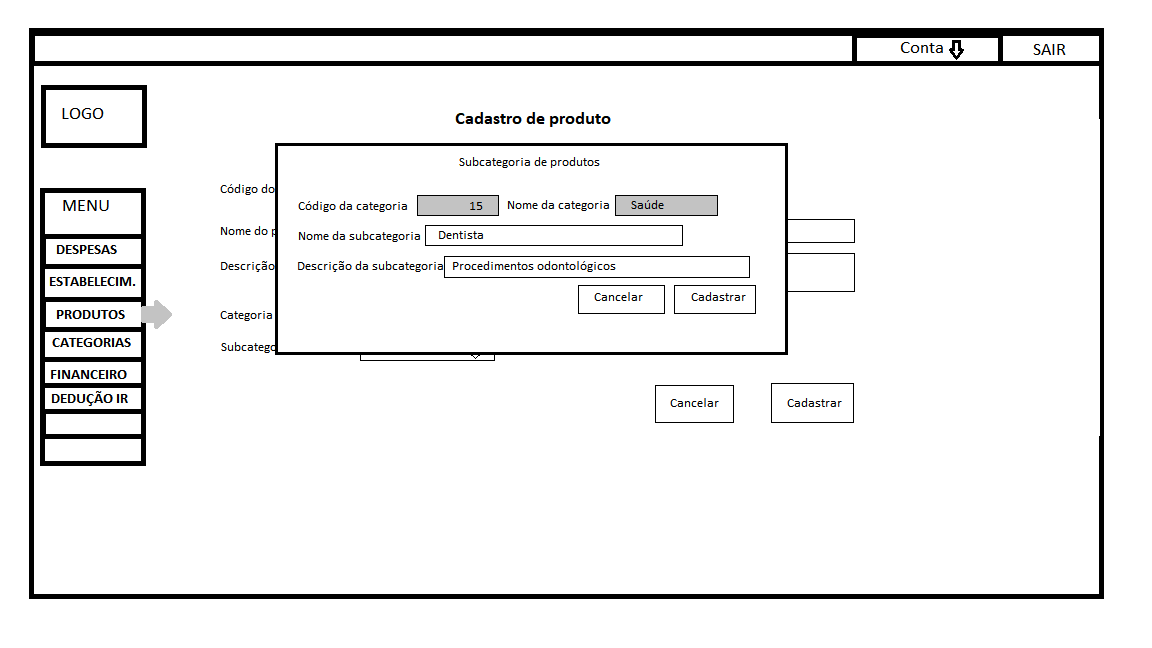 Conta SAIR
LOGO
Cadastro de produto
Subcategoria de produtos
Código do
MENU
Código da categoria 15 Nome da categoria Saúde
Nome do
Nome da subcategoria Dentista
DESPESAS
Descrição
Descrição da subcategoria Procedimentos odontológicos
ESTABELECIM.
Cancelar Cadastrar
PRODUTOS
Categoria
CATEGORIAS
Subcateg
FINANCEIRO
DEDUÇÃO IR
Cancelar Cadastrar